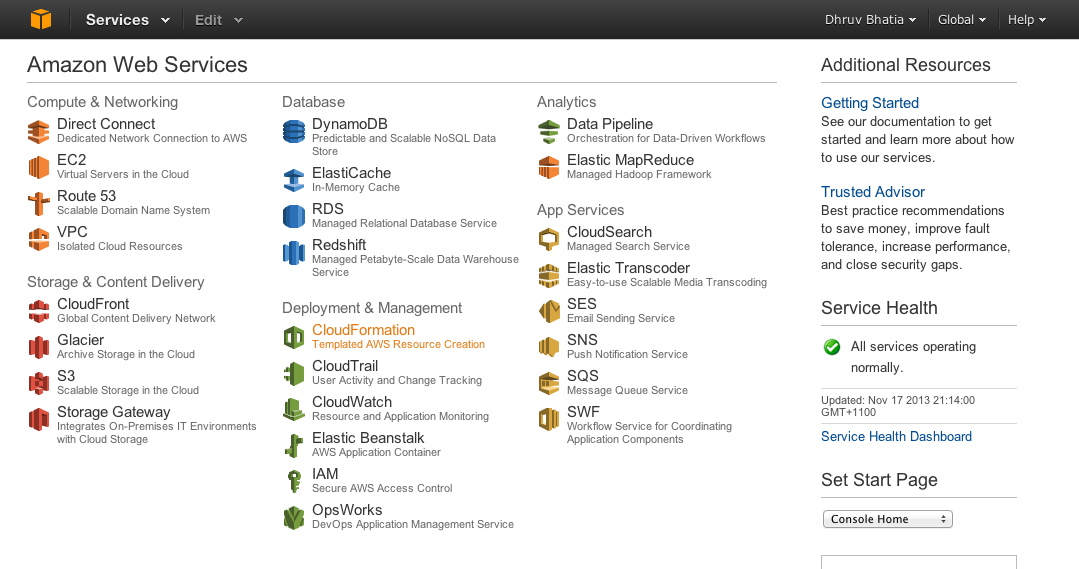 Services
Edit
Dhruv Bhatia
Global
Help
Amazon Web Services
Compute & Networking
Direct Connect
Dedicated Network Connection to AWS
EC2
Virtual Servers in the Cloud
Route 53
Scalable Domain Name System
VPC
Isolated Cloud Resources
Storage & Content Delivery
CloudFront
Global Content Delivery Network
Glacier
Archive Storage in the Cloud
S3
Scalable Storage in the Cloud
Storage Gateway
Integrates On-Premises IT Environments
with Cloud Storage
Database
DynamoDB
Predictable and Scalable NoSQL Data
Store
ElastiCache
In-Memory Cache
RDS
Managed Relational Database Service
Redshift
Managed Petabyte-Scale Data Warehouse
Service
Deployment & Management
CloudFormation
Templated AWS Resource Creation
CloudTrail
User Activity and Change Tracking
CloudWatch
Resource and Application Monitoring
Elastic Beanstalk
AWS Application Container
IAM
Secure AWS Access Control
OpsWorks
DevOps Application Management Service
Analytics
Data Pipeline
Orchestration for Data-Driven Workflows
Elastic MapReduce
Managed Hadoop Framework
App Services
CloudSearch
Managed Search Service
Elastic Transcoder
Easy-to-use Scalable Media Transcoding
SES
Email Sending Service
SNS
Push Notification Service
SQS
Message Queue Service
SWF
Workflow Service for Coordinating
Application Components
Additional Resources
Getting Started
See our documentation to get
started and learn more about how
to use our services.
Trusted Advisor
Best practice recommendations
to save money, improve fault
tolerance, increase performance,
and close security gaps.
Service Health
All services operating
normally.
Updated: Nov 17 2013 21:14:00
GMT+1100
Service Health Dashboard
Set Start Page
Console Home